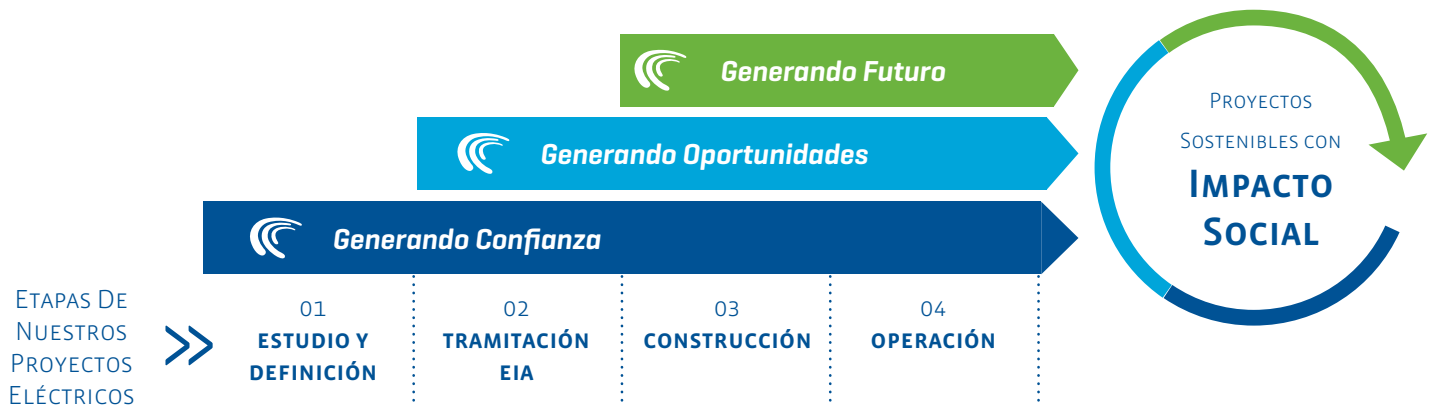 Generando Futuro
Generando Oportunidades
Generando Confianza
PROYECTOS
SOSTENIBLES CON
IMPACTO
SOCIAL
ETAPAS DE
NUESTROS
PROYECTOS
ELÉCTRICOS
01
ESTUDIO Y
DEFINICIÓN
02
TRAMITACIÓN
EIA
03
CONSTRUCCIÓN
04
OPERACIÓN